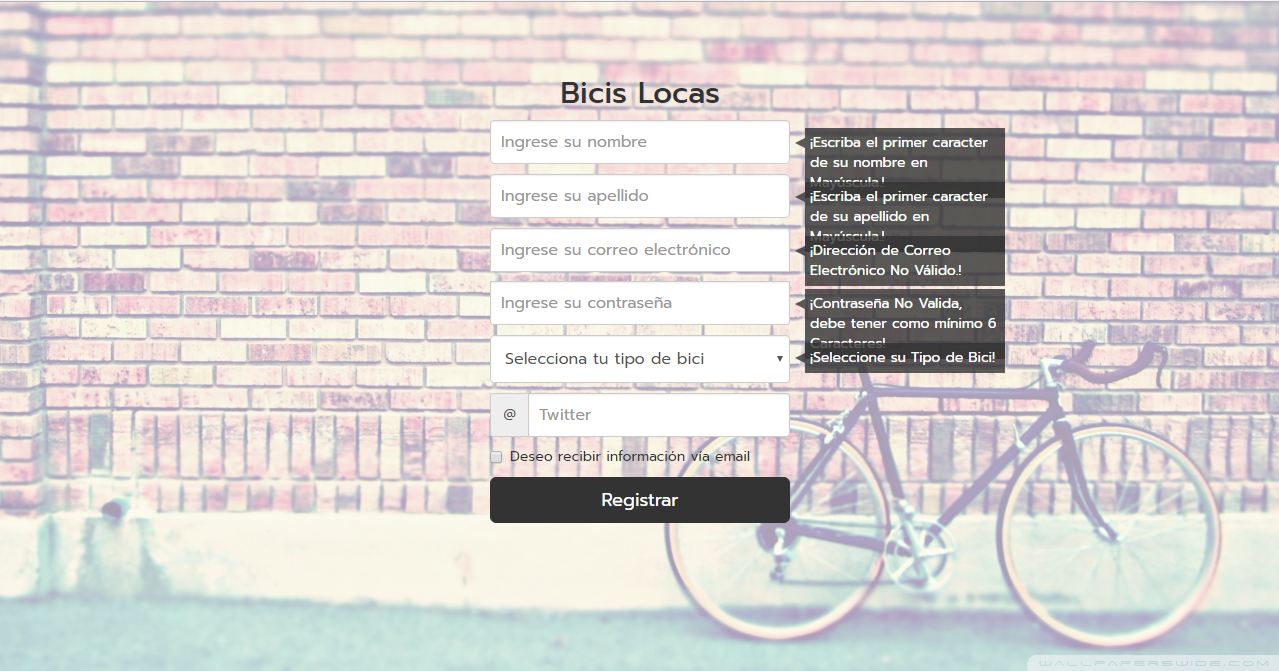 Bicis Locas
Ingrese su nombre
¡Escriba el primer caracter
de su nombre en
Mayúscula.!
Ingrese su apellido
¡Escriba el primer caracter
de su apellido en
Mayúscula.!
Ingrese su correo electrónico
¡Dirección de Correo
Electrónico No Válido.!
Ingrese su contraseña
¡Contraseña No Valida,
debe tener como mínimo 6
Caracteres!
Selecciona tu tipo de bici
¡Seleccione su Tipo de Bici!
@ Twitter
Deseo recibir información vía email
Registrar
WALLPAPERSWIDE.COM